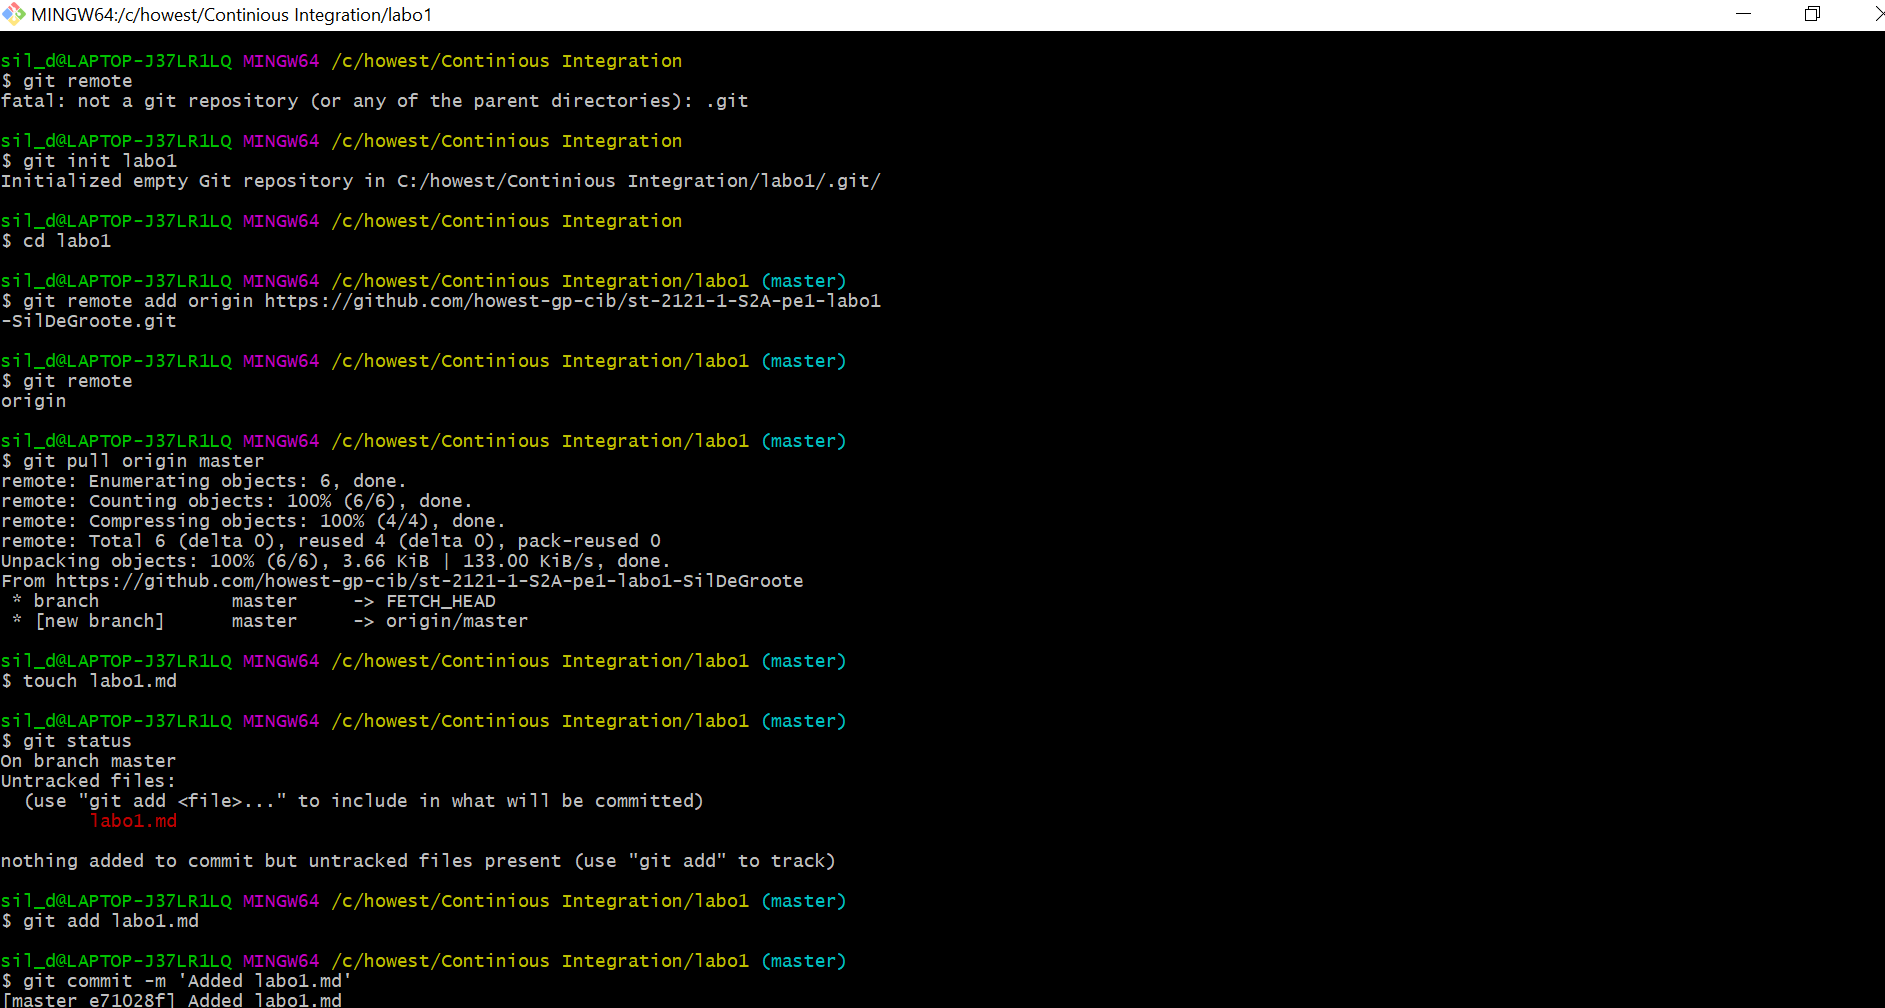 MINGW64:/c/howest/Continious Integration/labo1
sil_d@LAPTOP-J37LR1LQ MINGW64 /c/howest/Continious Integration
$ git remote
fatal: not a git repository (or any of the parent directories): .git
sil_d@LAPTOP-J37LR1LQ MINGW64 /c/howest/Continious Integration
$ git init labo1
Initialized empty Git repository in C:/howest/Continious Integration/labo1/.git/
sil_d@LAPTOP-J37LR1LQ MINGW64 /c/howest/Continious Integration
$ cd labo1
sil_d@LAPTOP-J37LR1LQ MINGW64 /c/howest/Continious Integration/labo1 (master)
$ git remote add origin https://github.com/howest-gp-cib/st-2121-1-S2A-pe1-labo1
-SilDeGroote.git
sil_d@LAPTOP-J37LR1LQ MINGW64 /c/howest/Continious Integration/labo1 (master)
$ git remote
origin
sil_d@LAPTOP-J37LR1LQ MINGW64 /c/howest/Continious Integration/labo1 (master)
$ git pull origin master
remote: Enumerating objects: 6, done.
remote: Counting objects: 100% (6/6), done.
remote: Compressing objects: 100% (4/4), done.
remote: Total 6 (delta 0), reused 4 (delta 0), pack-reused 0
Unpacking objects: 100% (6/6), 3.66 KiB | 133.00 KiB/s, done.
From https://github.com/howest-gp-cib/st-2121-1-S2A-pe1-labo1-SilDeGroote
 * branch            master     -> FETCH_HEAD
 * [new branch]      master     -> origin/master
sil_d@LAPTOP-J37LR1LQ MINGW64 /c/howest/Continious Integration/labo1 (master)
$ touch labo1.md
sil_d@LAPTOP-J37LR1LQ MINGW64 /c/howest/Continious Integration/labo1 (master)
$ git status
On branch master
Untracked files:
  (use "git add <file>..." to include in what will be committed)
        labo1.md
nothing added to commit but untracked files present (use "git add" to track)
sil_d@LAPTOP-J37LR1LQ MINGW64 /c/howest/Continious Integration/labo1 (master)
$ git add labo1.md
sil_d@LAPTOP-J37LR1LQ MINGW64 /c/howest/Continious Integration/labo1 (master)
$ git commit -m 'Added labo1.md'
[master e71028f] Added labo1.md